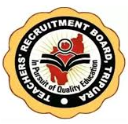 TEACHERS' RECRUITMENT BOARD, TRIPURA
in Pursuit of Quality Education